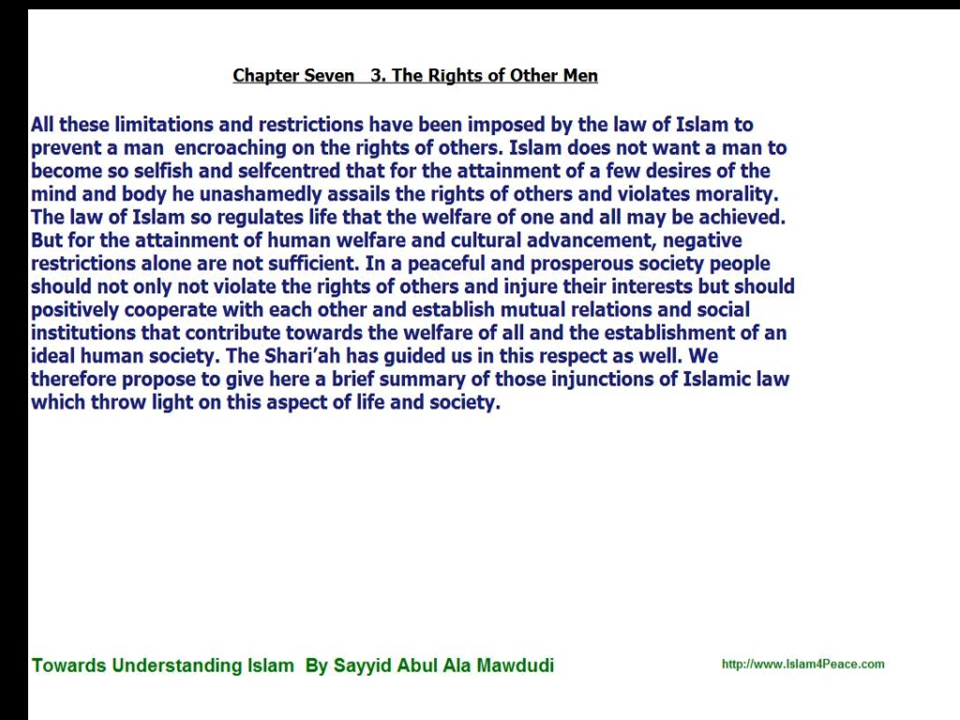 Chapter Seven   3. The Rights of Other Men
All these limitations and restrictions have been imposed by the law of Islam to
prevent a man  encroaching on the rights of others. Islam does not want a man to
become so selfish and selfcentred that for the attainment of a few desires of the
mind and body he unashamedly assails the rights of others and violates morality.
The law of Islam so regulates life that the welfare of one and all may be achieved.
But for the attainment of human welfare and cultural advancement, negative
restrictions alone are not sufficient. In a peaceful and prosperous society people
should not only not violate the rights of others and injure their interests but should
positively cooperate with each other and establish mutual relations and social
institutions that contribute towards the welfare of all and the establishment of an
ideal human society. The Shari’ah has guided us in this respect as well. We
therefore propose to give here a brief summary of those injunctions of Islamic law
which throw light on this aspect of life and society.
Towards Understanding Islam  By Sayyid Abul Ala Mawdudi
http://www.Islam4Peace.com